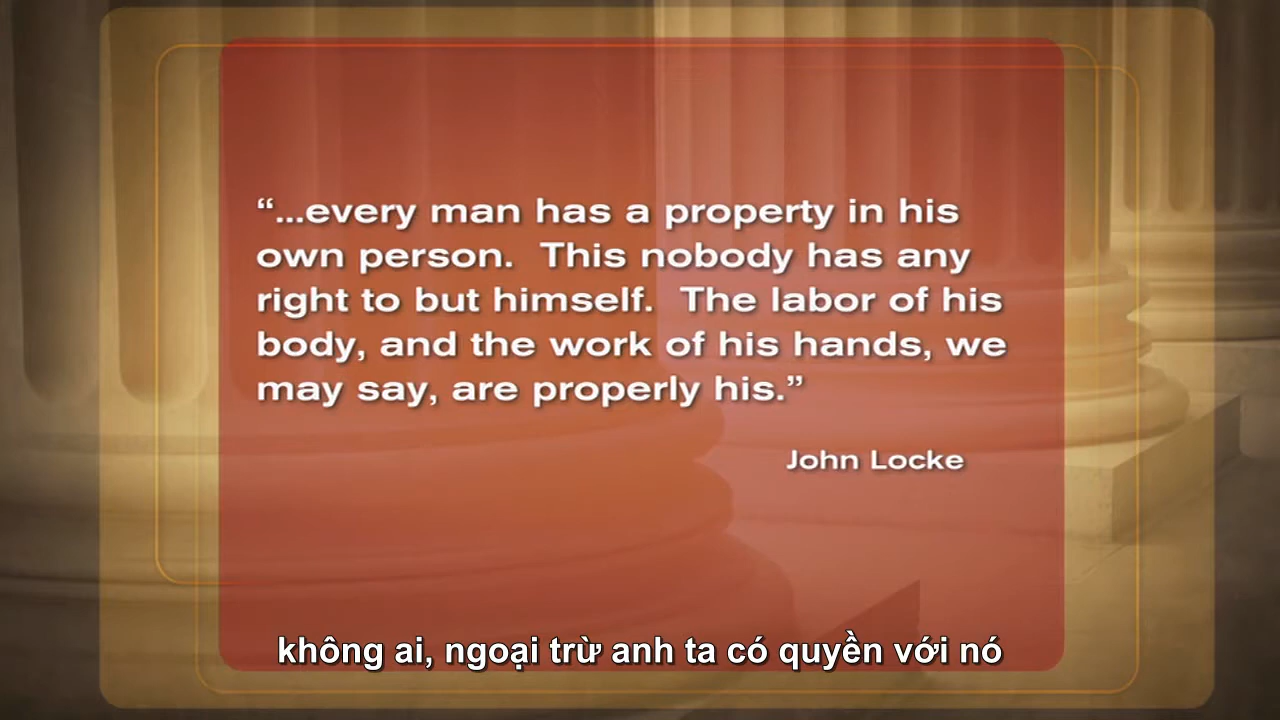 “...every man has a property in his
own person.  This nobody has any
right to but himself.  The labor of his
body, and the work of his hands, we
may say, are properly his.”
John Locke
không ai, ngoại trừ anh ta có quyền với nó